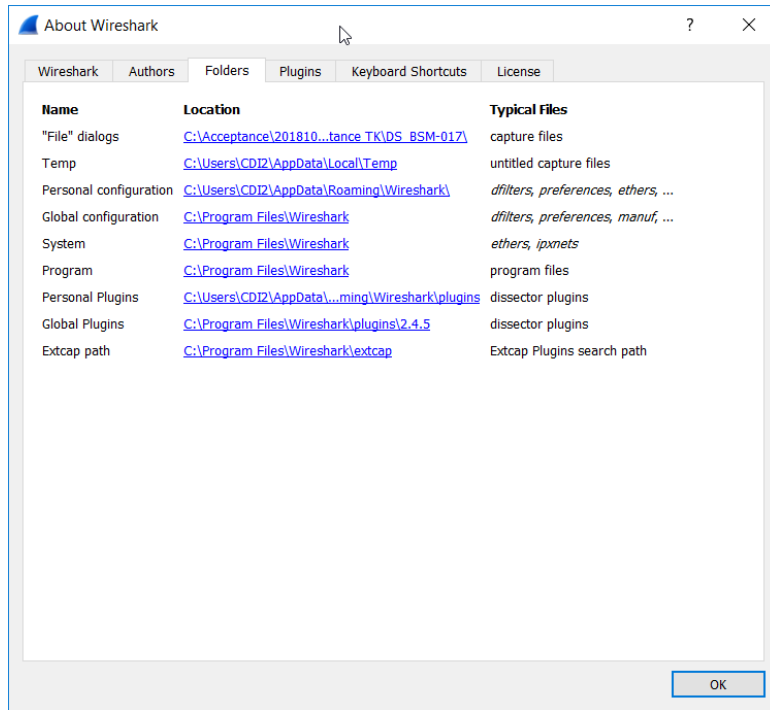 About Wireshark ? 
Wireshark Authors Folders Plugins Keyboard Shortcuts License
Name Location Typical Files
"File" dialogs C:\Acceptance\201810...tance TK\DS_BSM-017\ capture files
Temp C:\Users\CDI2\AppData\Local\Temp untitled capture files
Personal configuration C:\Users\CDI2\AppData\Roaming\Wireshark\ dfilters, preferences, ethers, ...
Global configuration C:\Program Files\Wireshark dfilters, preferences, manuf, ...
System C:\Program Files\Wireshark ethers, ipxnets
Program C:\Program Files\Wireshark program files
Personal Plugins C:\Users\CDI2\AppData\...ming\Wireshark\plugins dissector plugins
Global Plugins C:\Program Files\Wireshark\plugins\2.4.5 dissector plugins
Extcap path C:\Program Files\Wireshark\extcap Extcap Plugins search path
OK